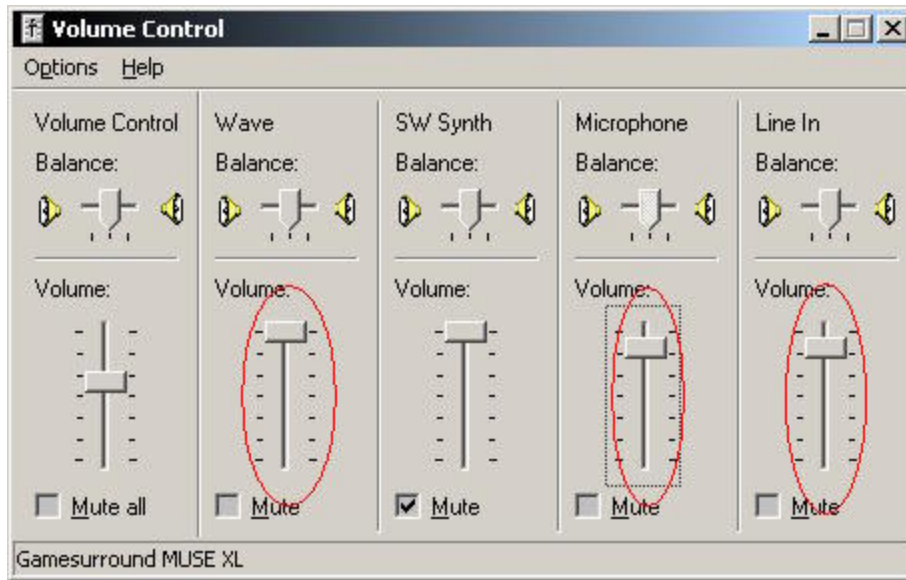 Volume Control
Options Help
Volume Control Wave SW Synth Microphone Line In
Balance: Balance: Balance: Balance: Balance:
Volume: Volume: Volume: Volume: Volume:
Mute all Mute Mute Mute Mute
Gamesurround MUSE XL